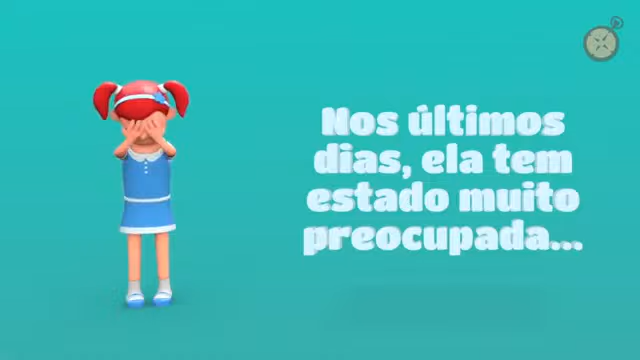 Nos últimos
dias, ela tem
estado muito
preocupada...